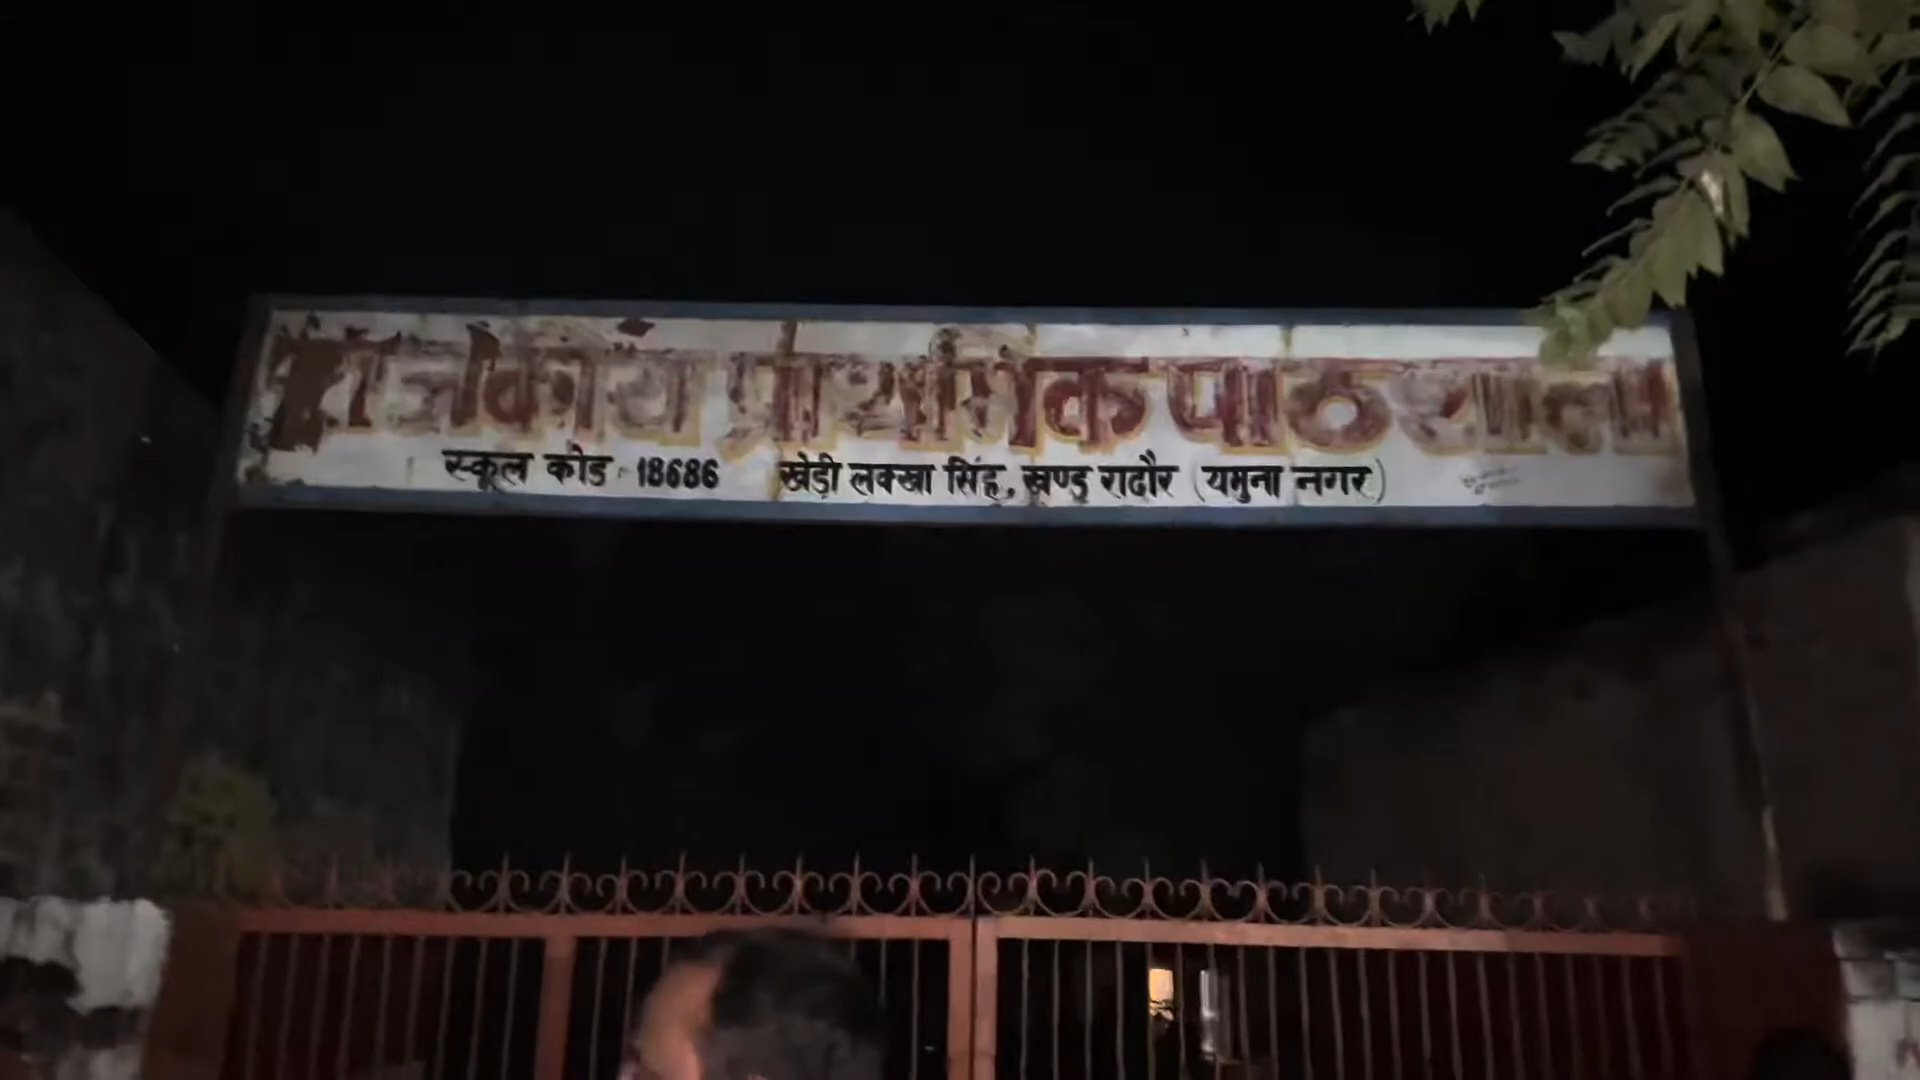 राजकीय प्राथमिक पाठशाला
स्कूल कोड - 18686 खेड़ी लक्खा सिंह, खण्ड रादौर (यमुना नगर)